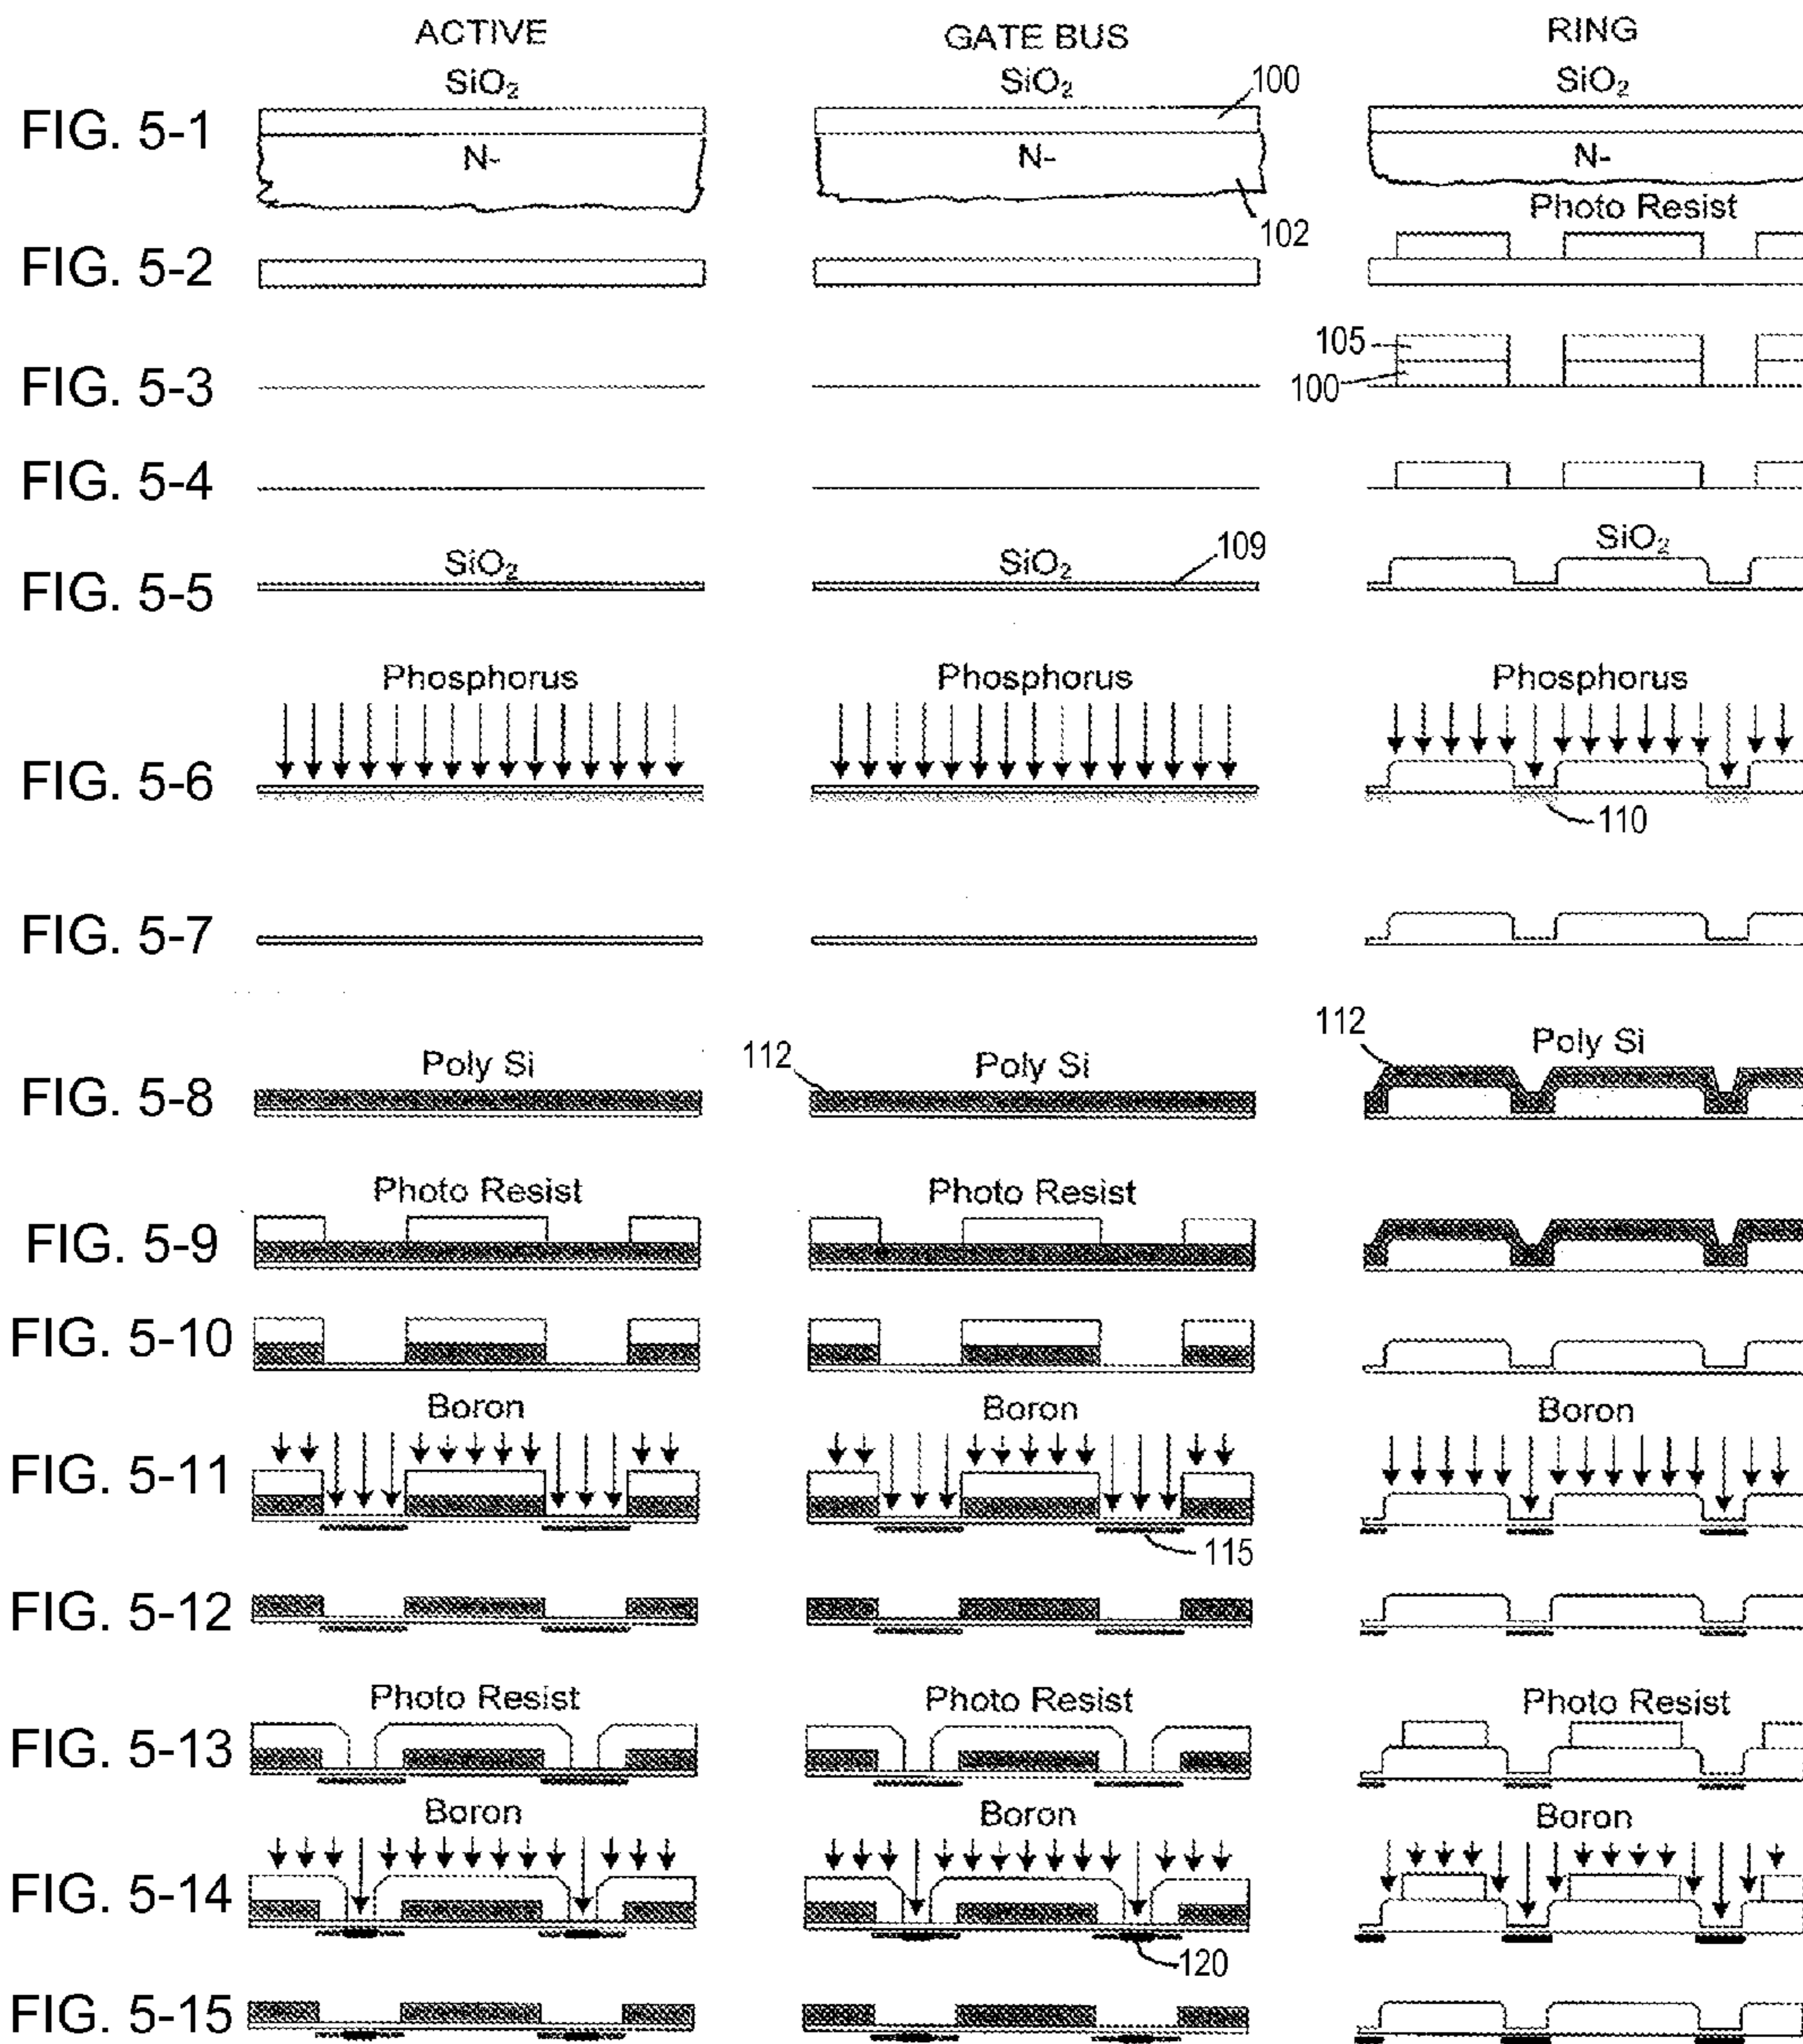 ACTIVE GATE BUS RING
SiO₂ SiO₂ 100 SiO₂
FIG. 5-1
N- N- N-
102
Photo Resist
FIG. 5-2
105
FIG. 5-3
100
FIG. 5-4
SiO₂ SiO₂ 109 SiO₂
FIG. 5-5
Phosphorus Phosphorus Phosphorus
FIG. 5-6
110
FIG. 5-7
112 112
Poly Si Poly Si Poly Si
FIG. 5-8
Photo Resist Photo Resist
FIG. 5-9
FIG. 5-10
Boron Boron Boron
FIG. 5-11
115
FIG. 5-12
Photo Resist Photo Resist Photo Resist
FIG. 5-13
Boron Boron Boron
FIG. 5-14
120
FIG. 5-15